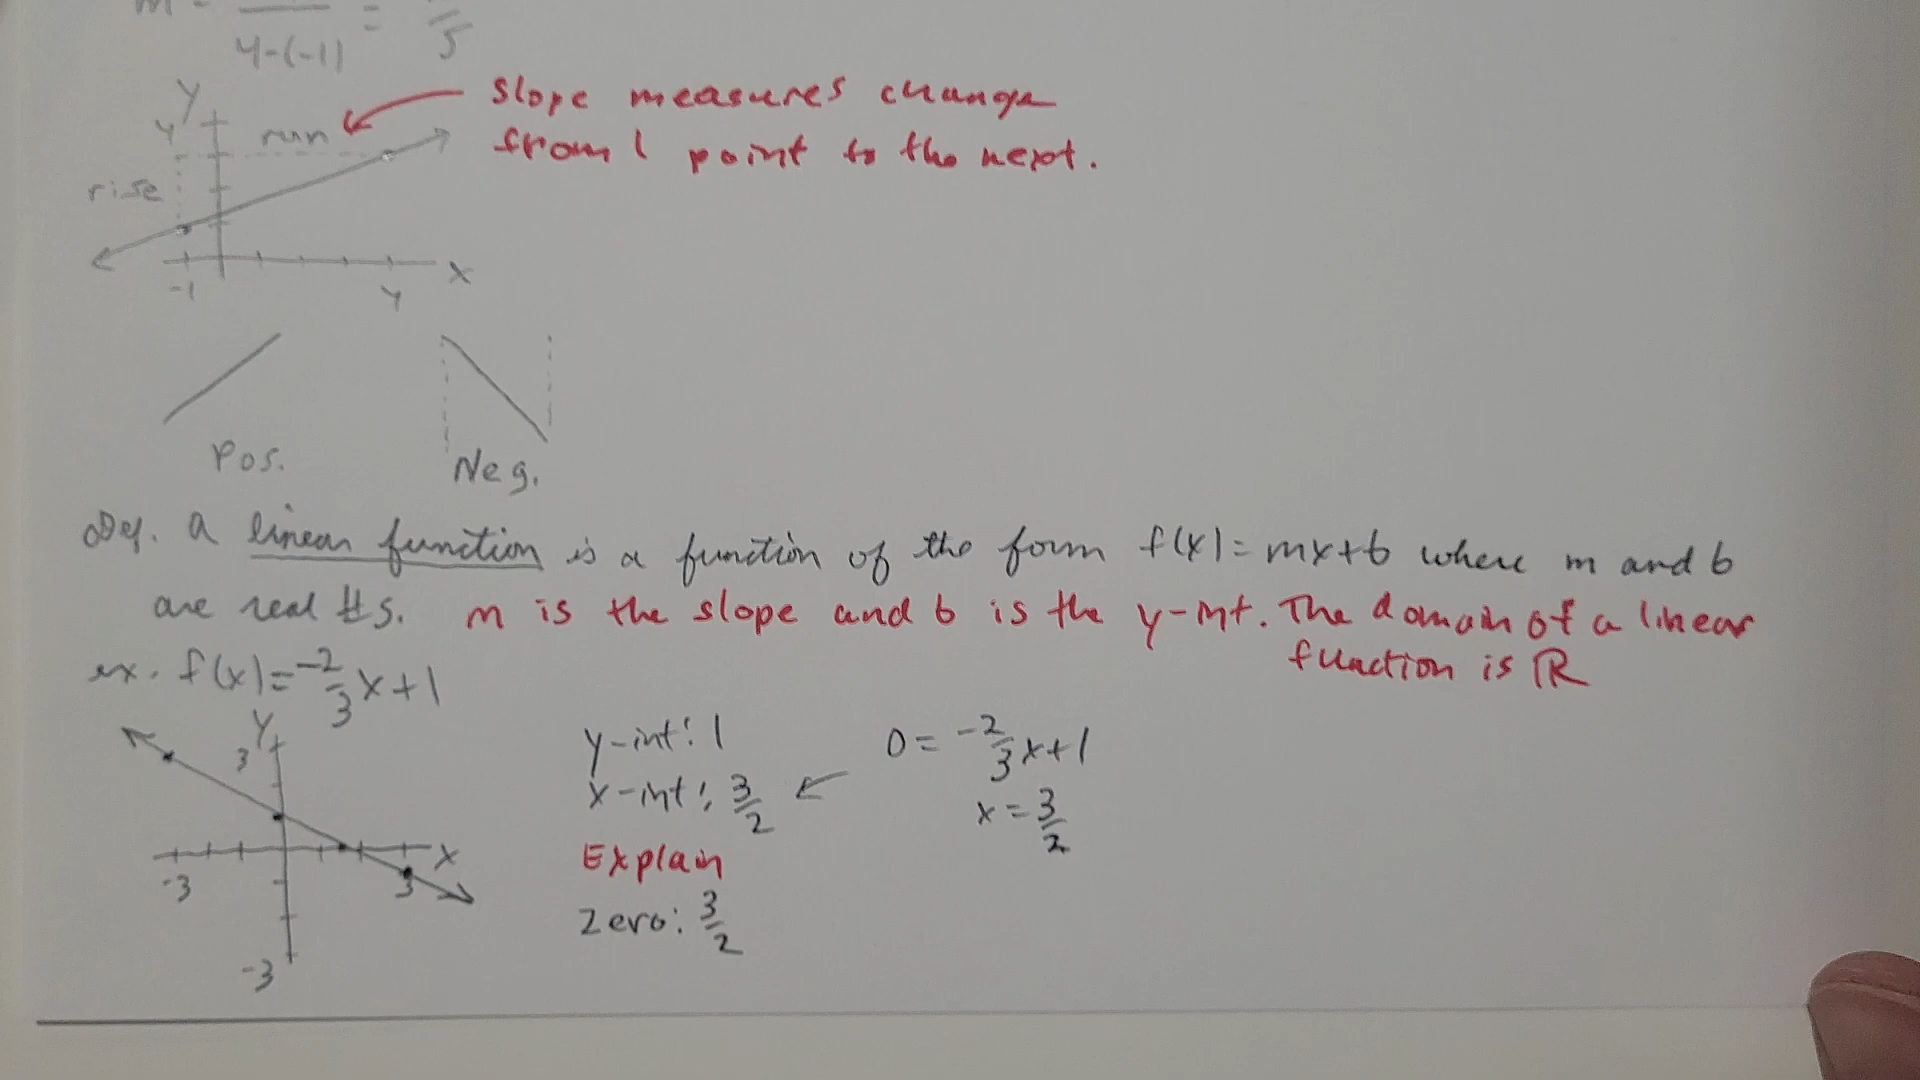 4-(-1) = 5
Y
4
run
rise
-1
4
X
Slope measures change
from 1 point to the next.
Pos.
Neg.
Def. A linear function is a function of the form f(x)=mx+b where m and b
are real #s. m is the slope and b is the y-int. The domain of a linear
function is ℝ
ex. f(x)=-2/3x+1
Y
3
X
-3
3
-3
y-int: 1
x-int: 3/2
Explain
Zero: 3/2
0=-2/3x+1
x=3/2